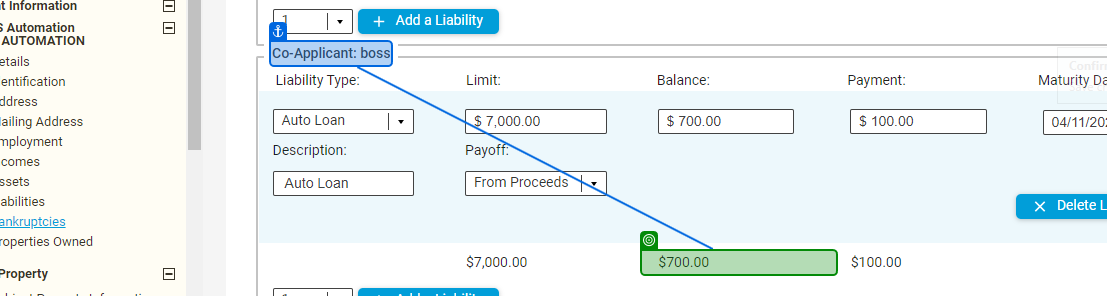 t Information
S Automation
AUTOMATION
etails
entification
ddress
ailing Address
mployment
comes
ssets
abilities
ankruptcies
roperties Owned
Property
1
+ Add a Liability
Co-Applicant: boss
Liability Type:
Limit:
Balance:
Payment:
Maturity Da
Auto Loan
$ 7,000.00
$ 700.00
$ 100.00
04/11/20
Description:
Payoff:
Auto Loan
From Proceeds
Delete L
$7,000.00
$700.00
$100.00